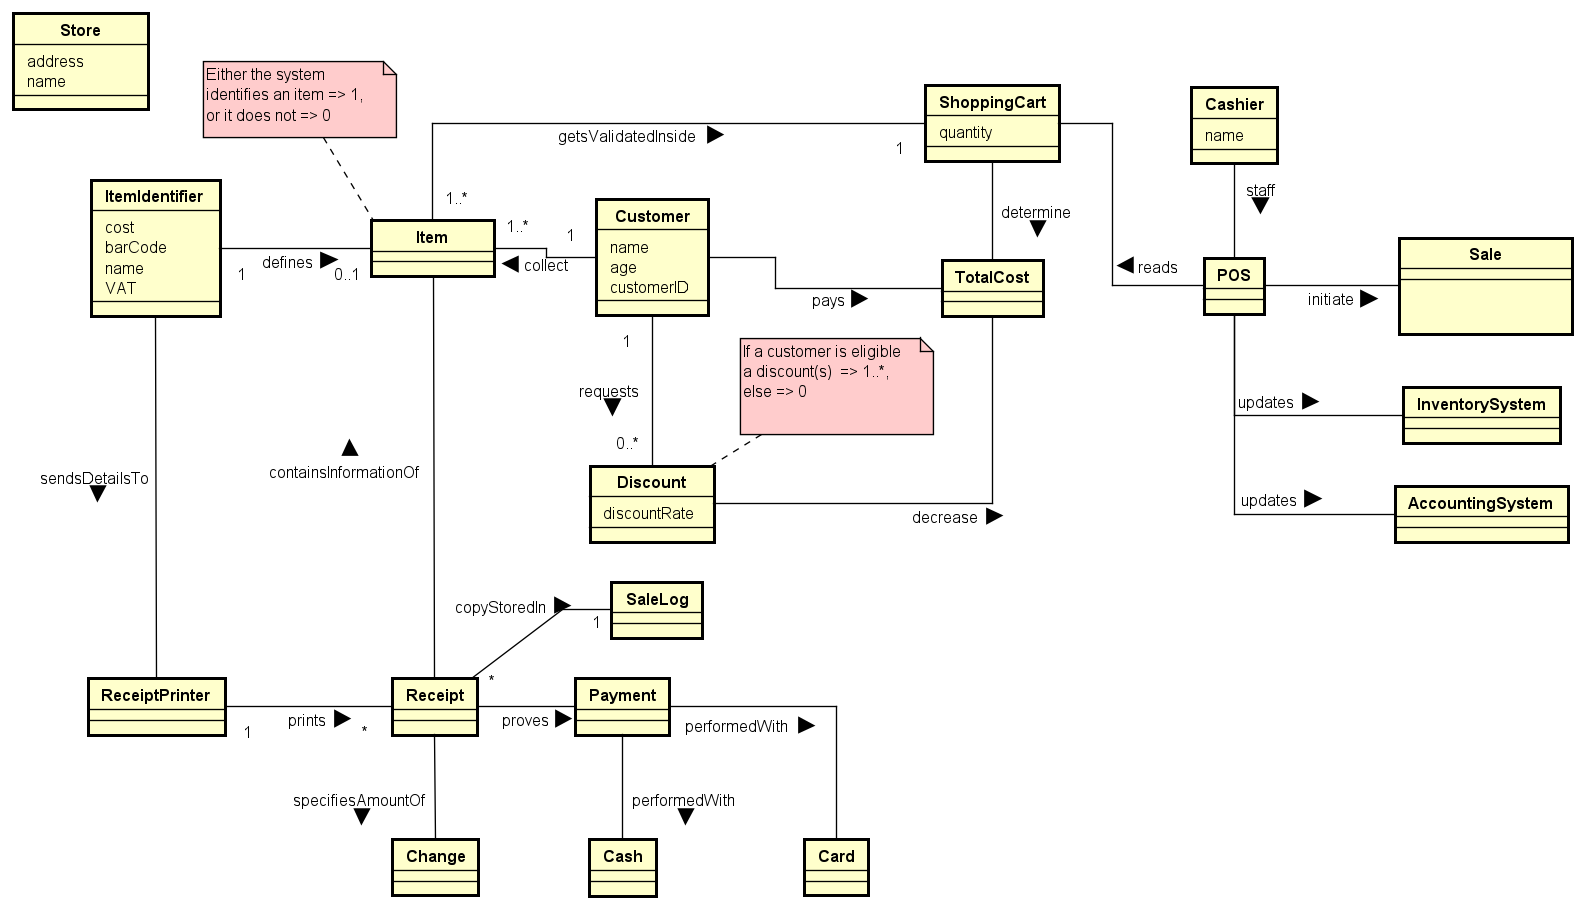 Store
address
name
Either the system
identifies an item => 1,
or it does not => 0
ShoppingCart
quantity
Cashier
name
getsValidatedInside
1
1..*
ItemIdentifier
cost
barCode
name
VAT
1
defines
0..1
Item
1..*
collect
1
Customer
name
age
customerID
determine
staff
TotalCost
pays
reads
POS
initiate
Sale
1
requests
0..*
If a customer is eligible
a discount(s)  => 1..*,
else => 0
updates
InventorySystem
sendsDetailsTo
containsInformationOf
Discount
discountRate
decrease
updates
AccountingSystem
copyStoredIn
1
SaleLog
*
ReceiptPrinter
1
prints
*
Receipt
proves
Payment
performedWith
specifiesAmountOf
performedWith
Change
Cash
Card